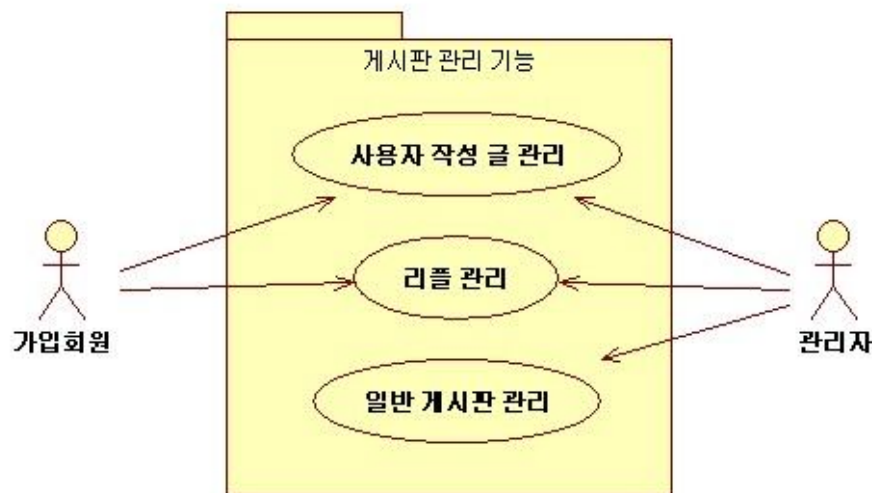 게시판 관리 기능
사용자 작성 글 관리
리플 관리
가입회원
관리자
일반 게시판 관리